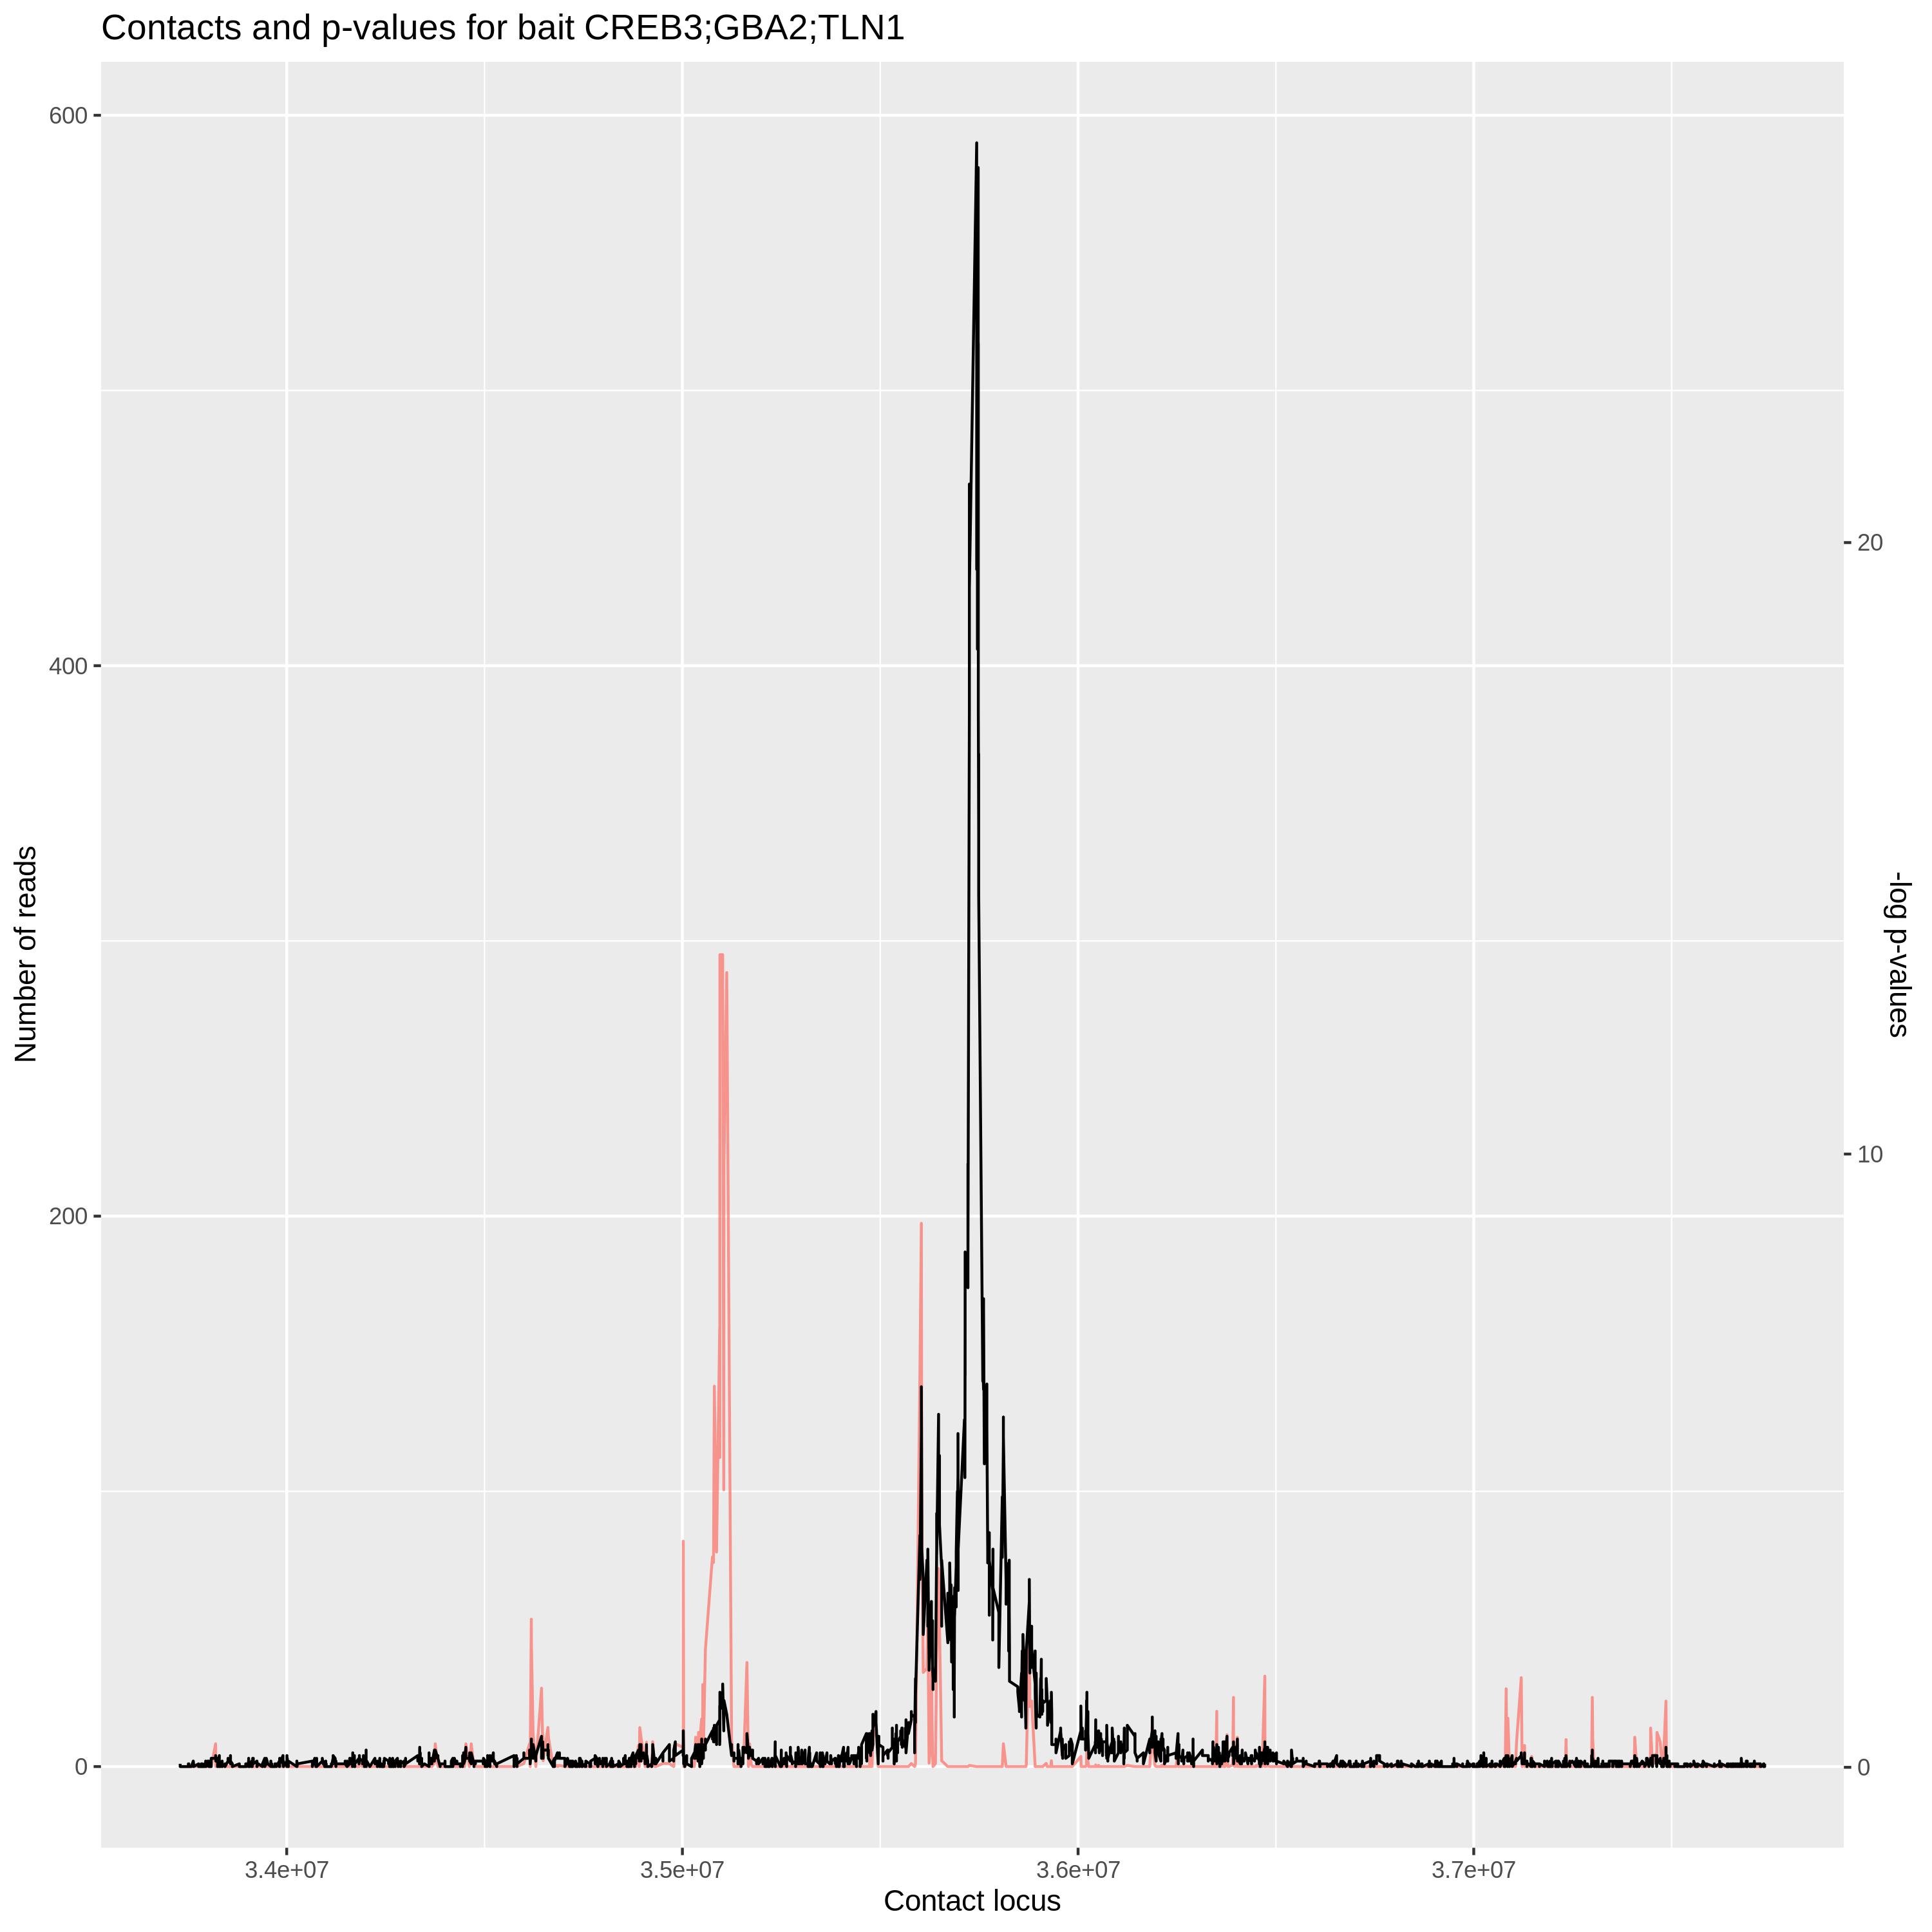 Contacts and p-values for bait CREB3;GBA2;TLN1
600
400
200
0
Number of reads
20
10
0
-log p-values
3.4e+07
3.5e+07
3.6e+07
3.7e+07
Contact locus